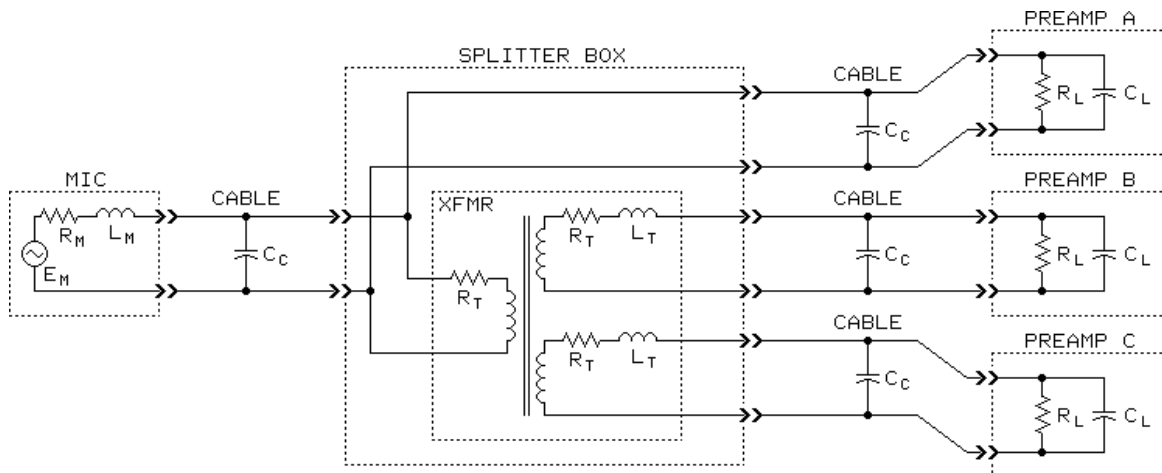 PREAMP A
SPLITTER BOX
CABLE
R_L
C_L
C_C
MIC
CABLE
R_M
L_M
E_M
C_C
XFMR
R_T
R_T
L_T
R_T
L_T
CABLE
C_C
PREAMP B
R_L
C_L
CABLE
C_C
PREAMP C
R_L
C_L